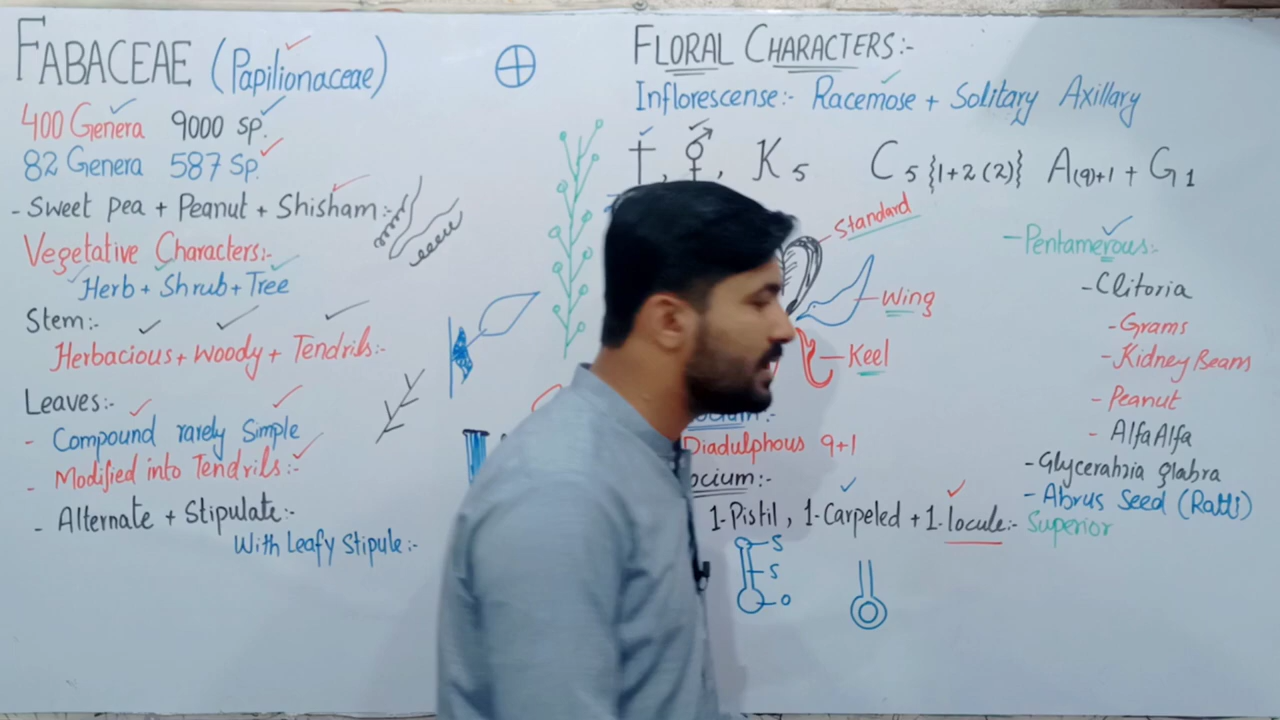 FABACEAE (Papilionaceae)
400 Genera 9000 sp.
82 Genera 587 Sp.
- Sweet pea + Peanut + Shisham:-
Vegetative Characters:-
Herb + Shrub + Tree
Stem:-
Herbacious + Woody + Tendrils:-
Leaves:-
- Compound rarely Simple
- Modified into Tendrils:-
- Alternate + Stipulate:-
With Leafy Stipule:-
FLORAL CHARACTERS:-
Inflorescense:- Racemose + Solitary Axillary
†, ⚥, K5 C5 {1+2(2)} A(9)+1 + G1
Standard
Wing
Keel
Diadulphous 9+1
ocium:-
1-Pistil, 1-Carpeled + 1-locule:- Superior
S
S
O
- Pentamerous:-
- Clitoria
- Grams
- Kidney Beam
- Peanut
- AlfaAlfa
- Glycerahzia glabra
- Abrus Seed (Ratti)